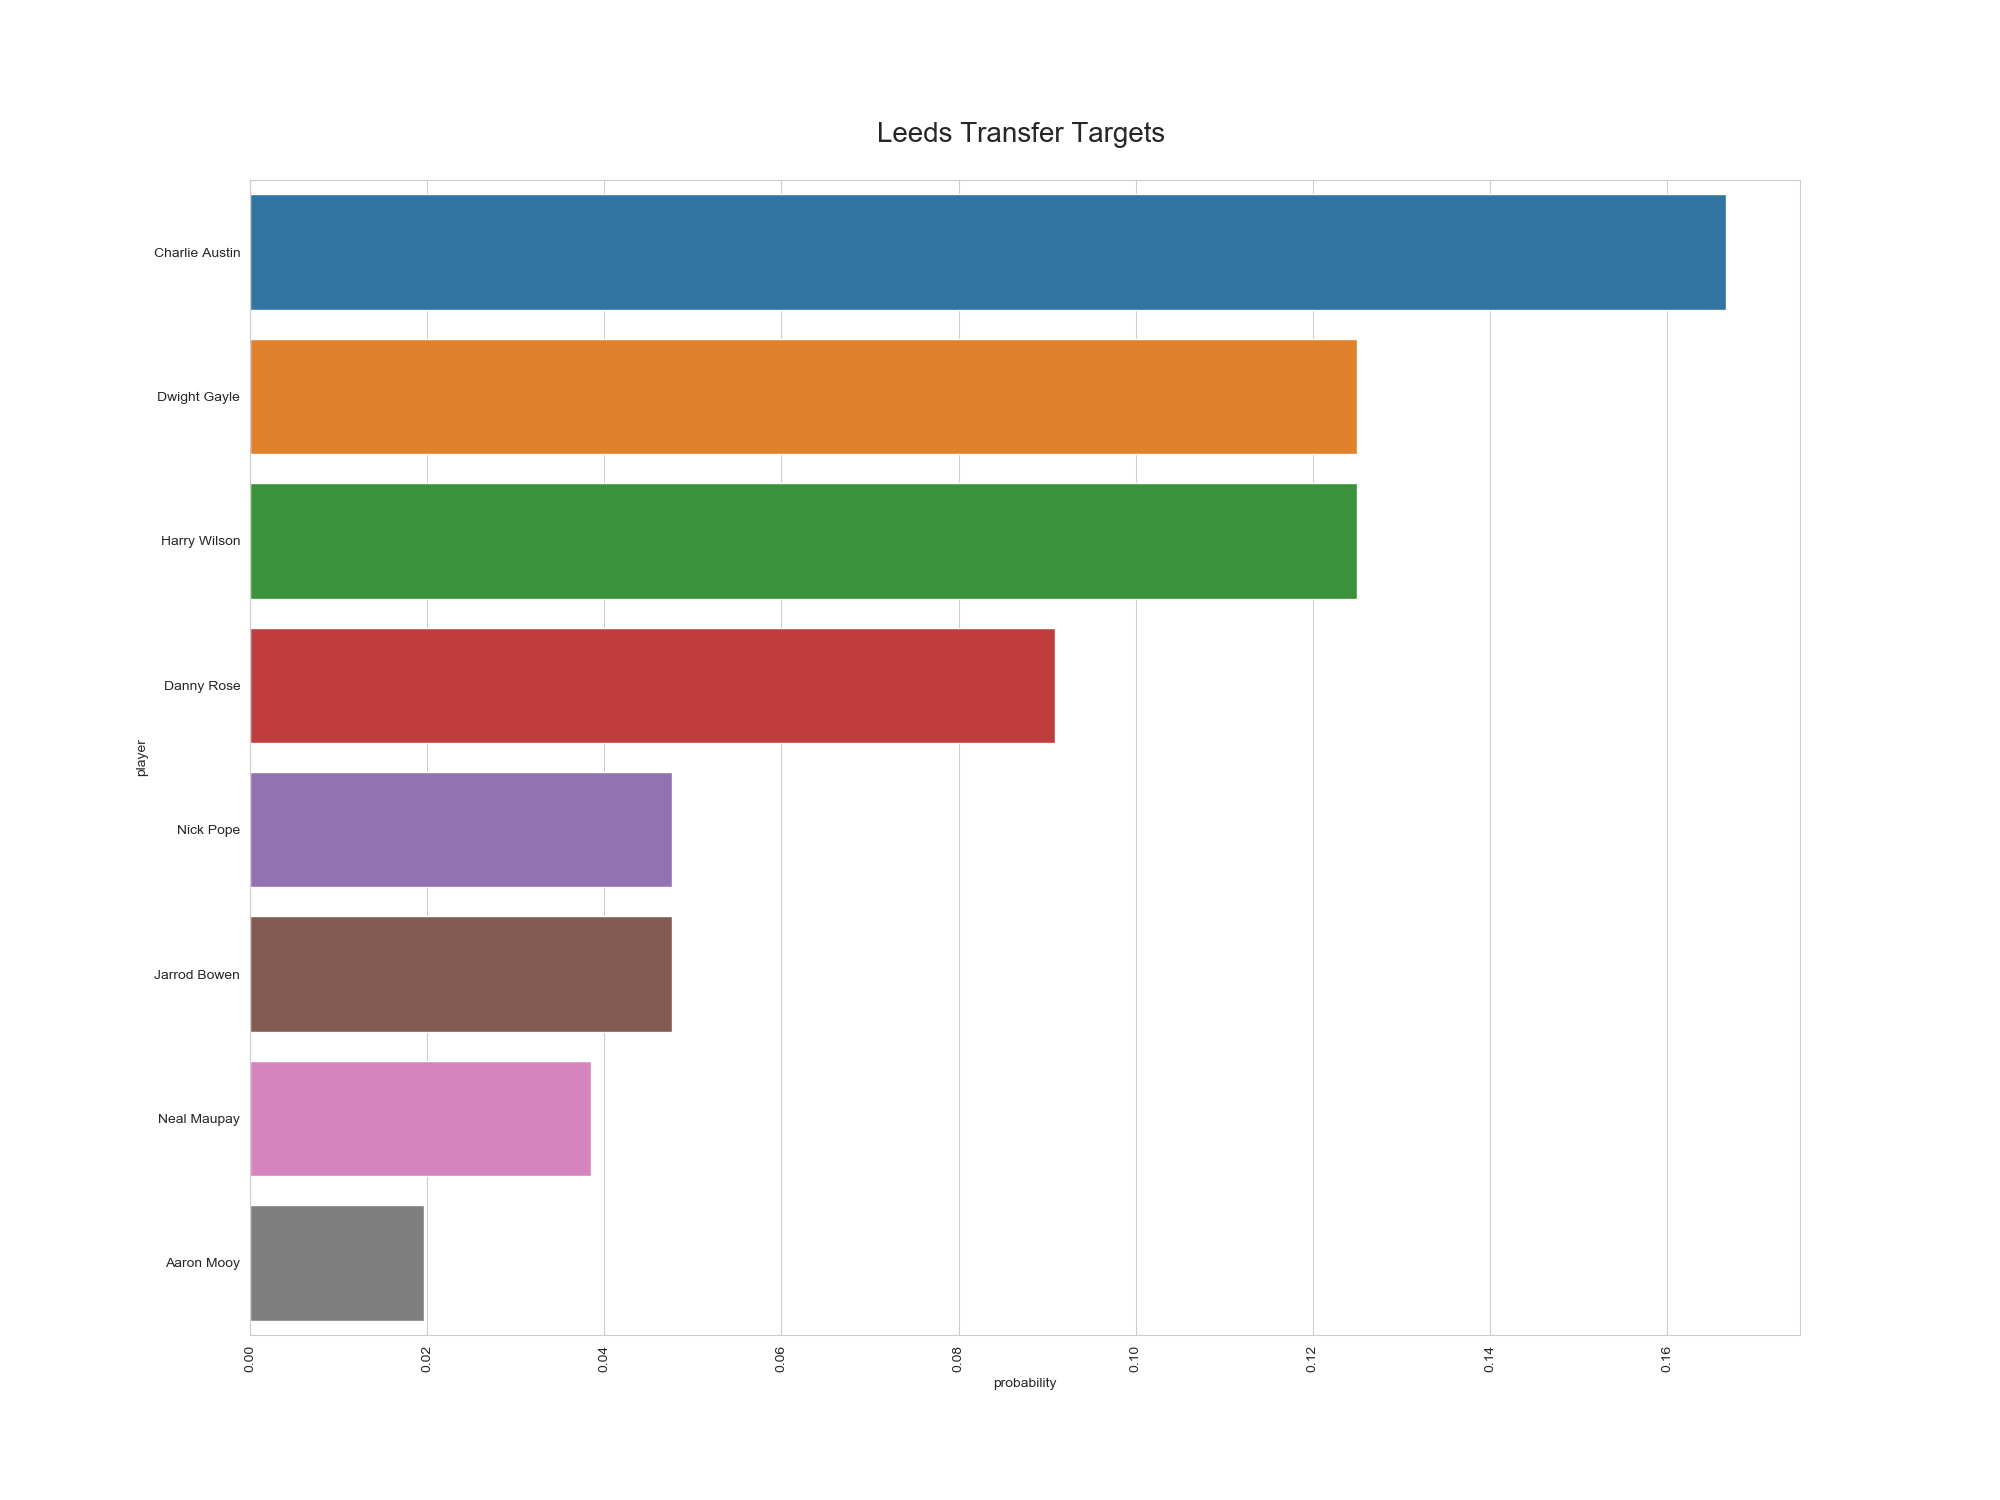 Leeds Transfer Targets
Charlie Austin
Dwight Gayle
Harry Wilson
Danny Rose
player
Nick Pope
Jarrod Bowen
Neal Maupay
Aaron Mooy
0.00 0.02 0.04 0.06 0.08 0.10 0.12 0.14 0.16
probability